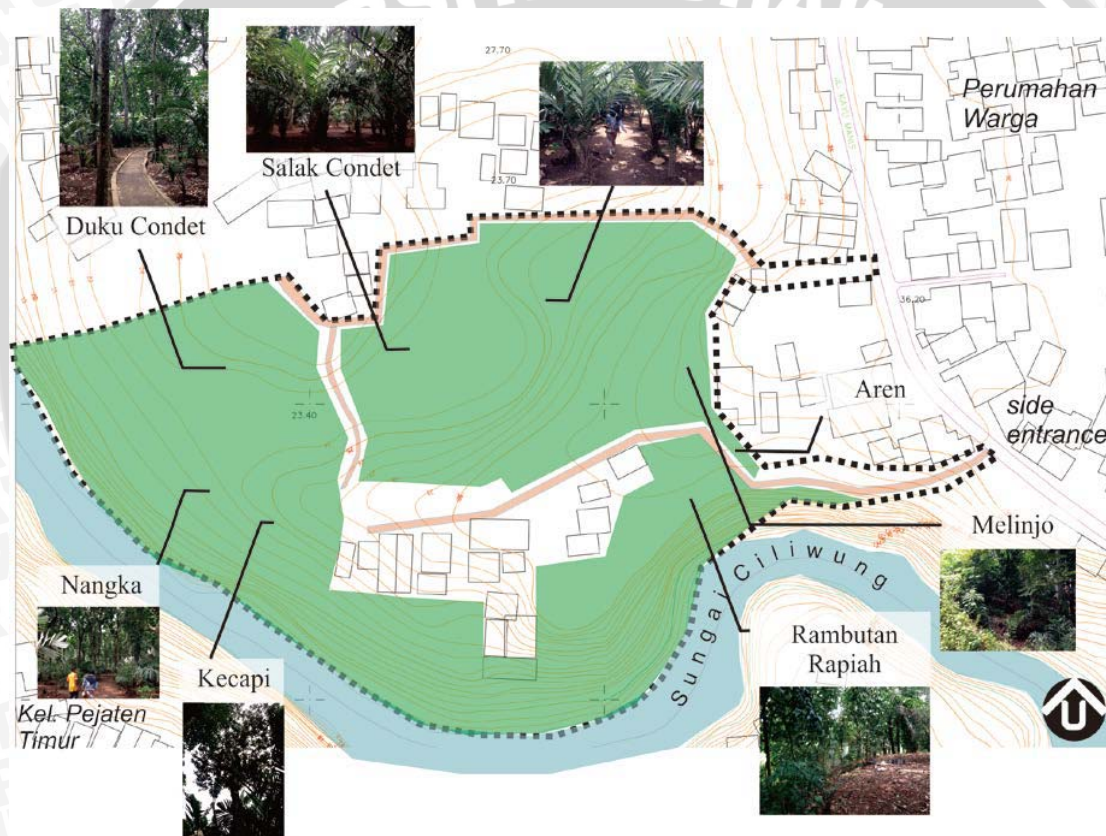 27.70
Perumahan
Warga
Salak Condet
23.70
Duku Condet
36.20
Aren
side
entrance
23.40
Melinjo
Nangka
Sungai Ciliwung
Rambutan
Rapiah
Kecapi
Kel. Pejaten
Timur
U